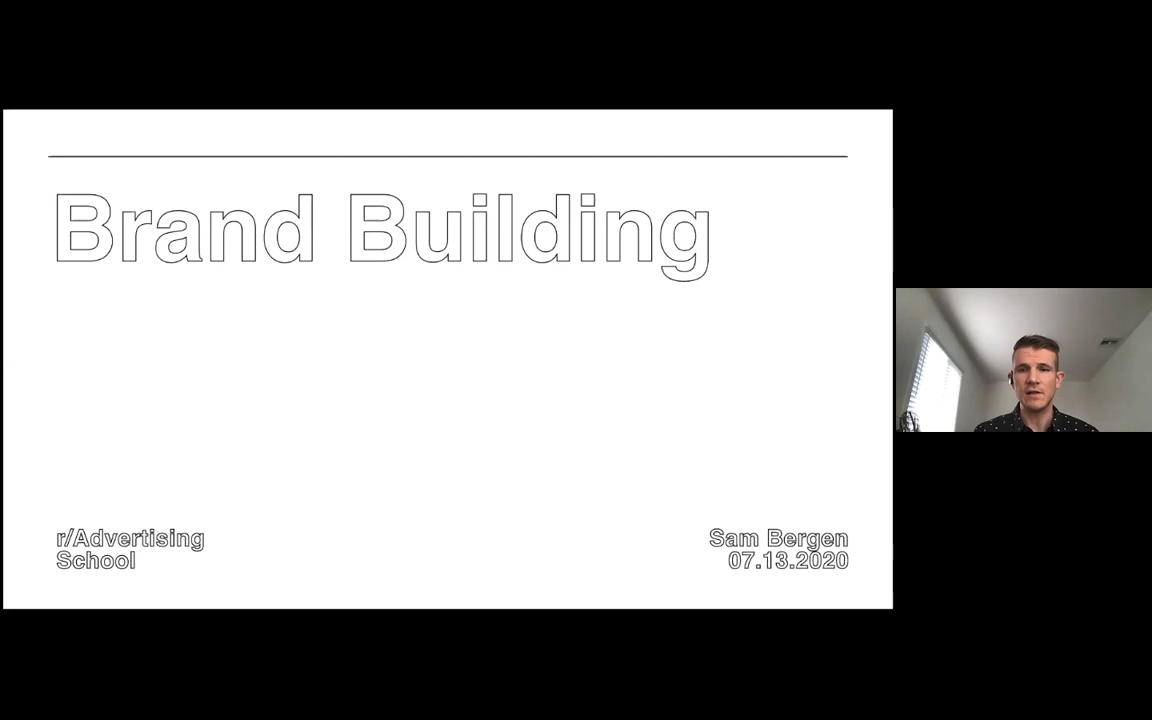 Brand Building
r/Advertising
School
Sam Bergen
07.13.2020